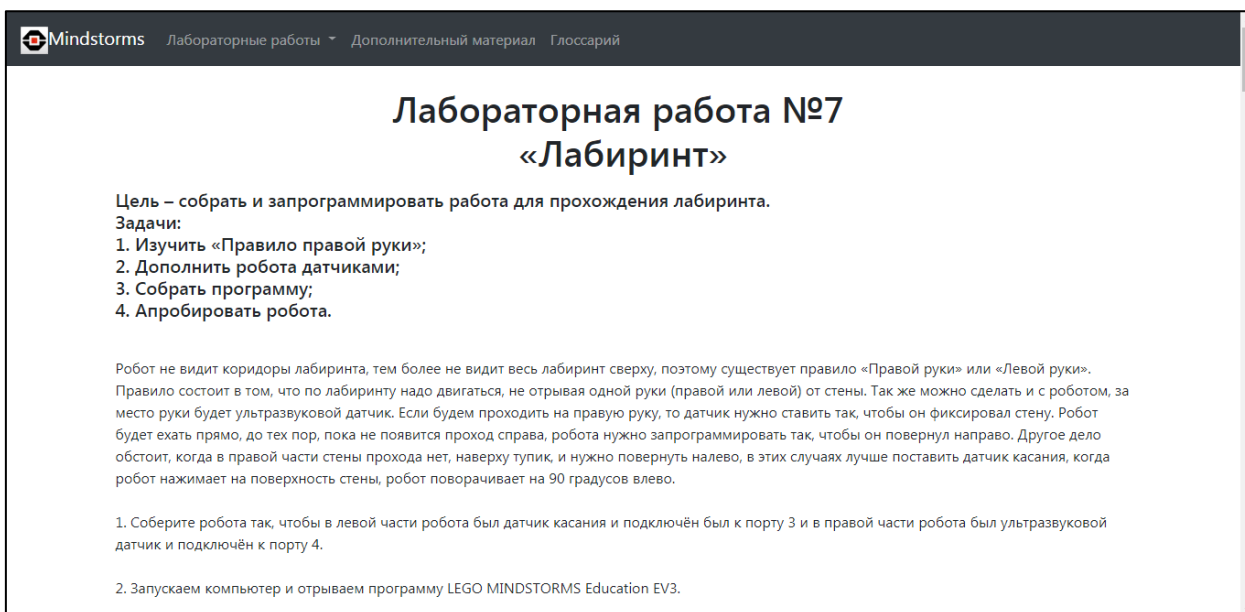 Mindstorms Лабораторные работы Дополнительный материал Глоссарий
Лабораторная работа №7
«Лабиринт»
Цель – собрать и запрограммировать работа для прохождения лабиринта.
Задачи:
1. Изучить «Правило правой руки»;
2. Дополнить робота датчиками;
3. Собрать программу;
4. Апробировать робота.
Робот не видит коридоры лабиринта, тем более не видит весь лабиринт сверху, поэтому существует правило «Правой руки» или «Левой руки».
Правило состоит в том, что по лабиринту надо двигаться, не отрывая одной руки (правой или левой) от стены. Так же можно сделать и с роботом, за
место руки будет ультразвуковой датчик. Если будем проходить на правую руку, то датчик нужно ставить так, чтобы он фиксировал стену. Робот
будет ехать прямо, до тех пор, пока не появится проход справа, робота нужно запрограммировать так, чтобы он повернул направо. Другое дело
обстоит, когда в правой части стены прохода нет, наверху тупик, и нужно повернуть налево, в этих случаях лучше поставить датчик касания, когда
робот нажимает на поверхность стены, робот поворачивает на 90 градусов влево.
1. Соберите робота так, чтобы в левой части робота был датчик касания и подключён был к порту 3 и в правой части робота был ультразвуковой
датчик и подключён к порту 4.
2. Запускаем компьютер и отрываем программу LEGO MINDSTORMS Education EV3.